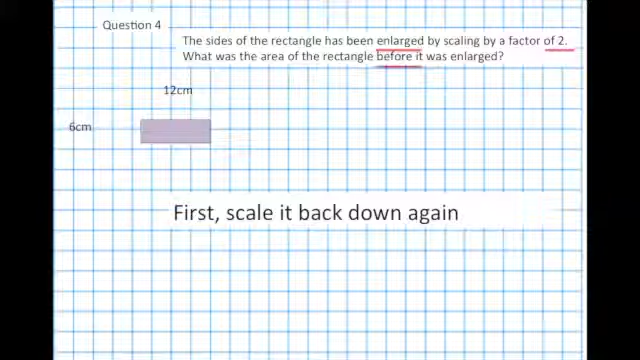 Question 4
The sides of the rectangle has been enlarged by scaling by a factor of 2.
What was the area of the rectangle before it was enlarged?
12cm
6cm
First, scale it back down again